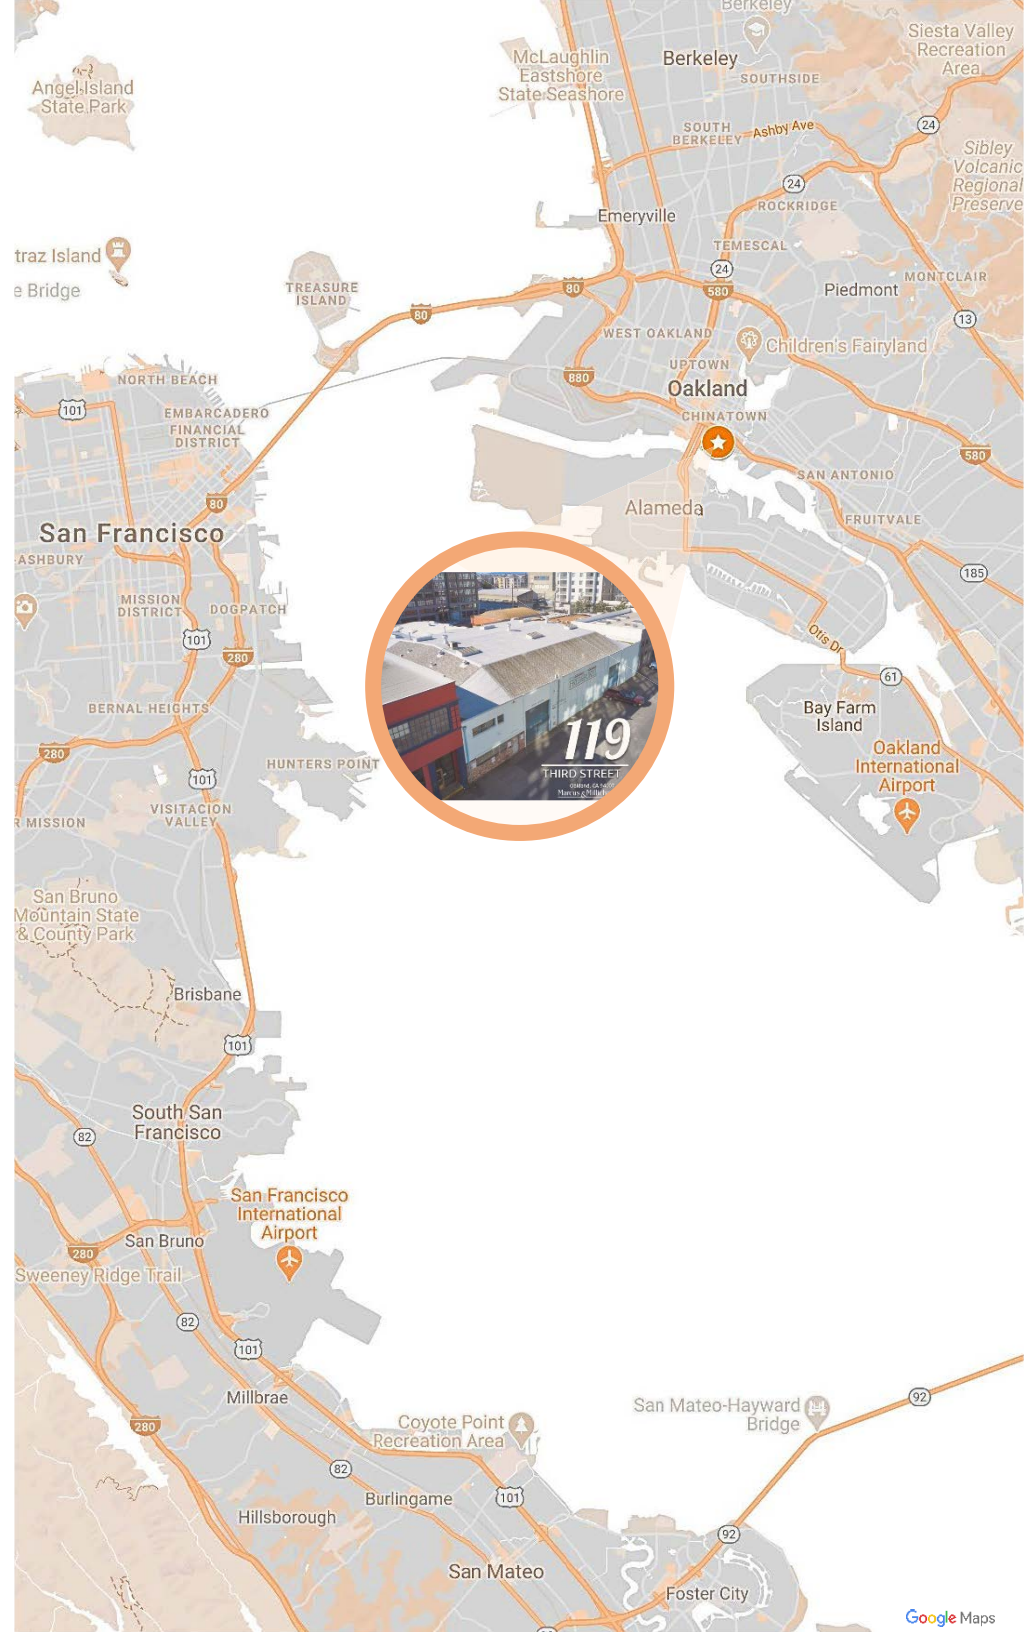 Berkeley
Siesta Valley
Recreation
Area
McLaughlin
Eastshore
State Seashore
Berkeley
SOUTHSIDE
Angel Island
State Park
SOUTH
BERKELEY
Ashby Ave
24
Sibley
Volcanic
Regional
Preserve
24
ROCKRIDGE
Emeryville
traz Island
TEMESCAL
24
MONTCLAIR
e Bridge
TREASURE
ISLAND
80
580
Piedmont
80
13
WEST OAKLAND
Children's Fairyland
UPTOWN
NORTH BEACH
880
Oakland
101
EMBARCADERO
FINANCIAL
DISTRICT
CHINATOWN
580
SAN ANTONIO
80
Alameda
San Francisco
FRUITVALE
ASHBURY
185
MISSION
DISTRICT
DOGPATCH
101
280
Otis Dr
61
BERNAL HEIGHTS
Bay Farm
Island
119
280
HUNTERS POINT
THIRD STREET
Oakland
International
Airport
101
VISITACION
VALLEY
R MISSION
San Bruno
Mountain State
& County Park
Brisbane
101
South San
Francisco
82
San Francisco
International
Airport
San Bruno
280
Sweeney Ridge Trail
82
101
Millbrae
92
San Mateo-Hayward
Bridge
280
Coyote Point
Recreation Area
82
Burlingame
101
Hillsborough
92
San Mateo
Foster City
Google Maps